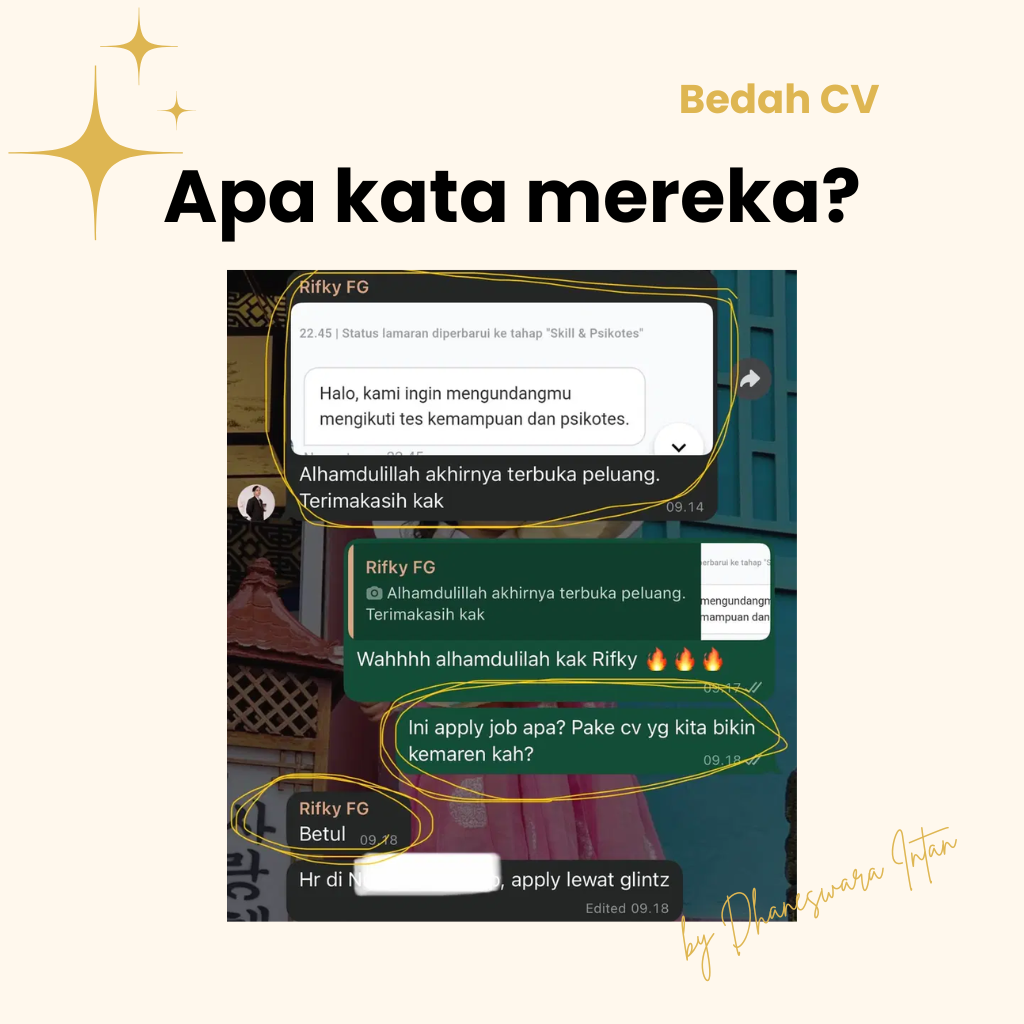 Bedah CV
Apa kata mereka?
Rifky FG
22.45 | Status lamaran diperbarui ke tahap "Skill & Psikotes"
Halo, kami ingin mengundangmu
mengikuti tes kemampuan dan psikotes.
22.45
Alhamdulillah akhirnya terbuka peluang.
Terimakasih kak
09.14
Rifky FG
Alhamdulillah akhirnya terbuka peluang.
Terimakasih kak
erbarui ke tahap "S
mengundangm
mampuan dan
Wahhhh alhamdulilah kak Rifky 🔥🔥🔥
09.17
Ini apply job apa? Pake cv yg kita bikin
kemaren kah?
09.18
Rifky FG
Betul
09.18
Hr di N , apply lewat glintz
Edited 09.18
by Dhaneswara Intan